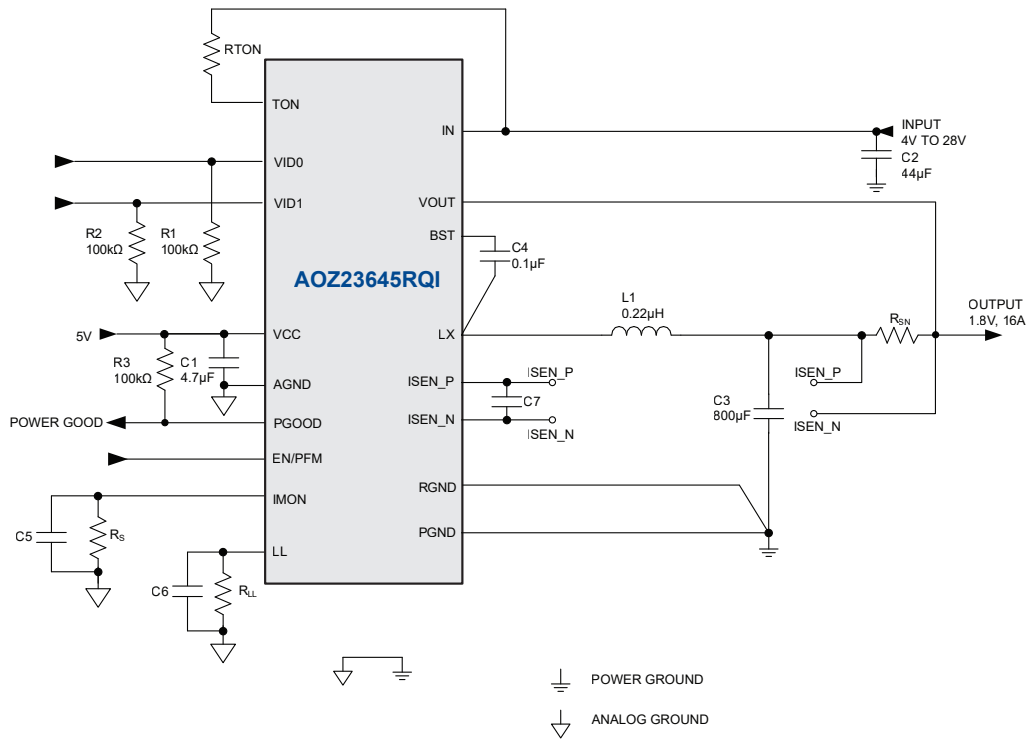 RTON
TON
IN
INPUT
4V TO 28V
C2
44µF
VID0
VID1
VOUT
R2
100kΩ
R1
100kΩ
BST
C4
0.1µF
AOZ23645RQI
L1
0.22µH
OUTPUT
1.8V, 16A
RSN
5V
VCC
LX
R3
100kΩ
C1
4.7µF
AGND
ISEN_P
ISEN_P
ISEN_P
C7
C3
800µF
POWER GOOD
PGOOD
ISEN_N
ISEN_N
ISEN_N
EN/PFM
RGND
IMON
C5
RS
PGND
LL
C6
RLL
POWER GROUND
ANALOG GROUND